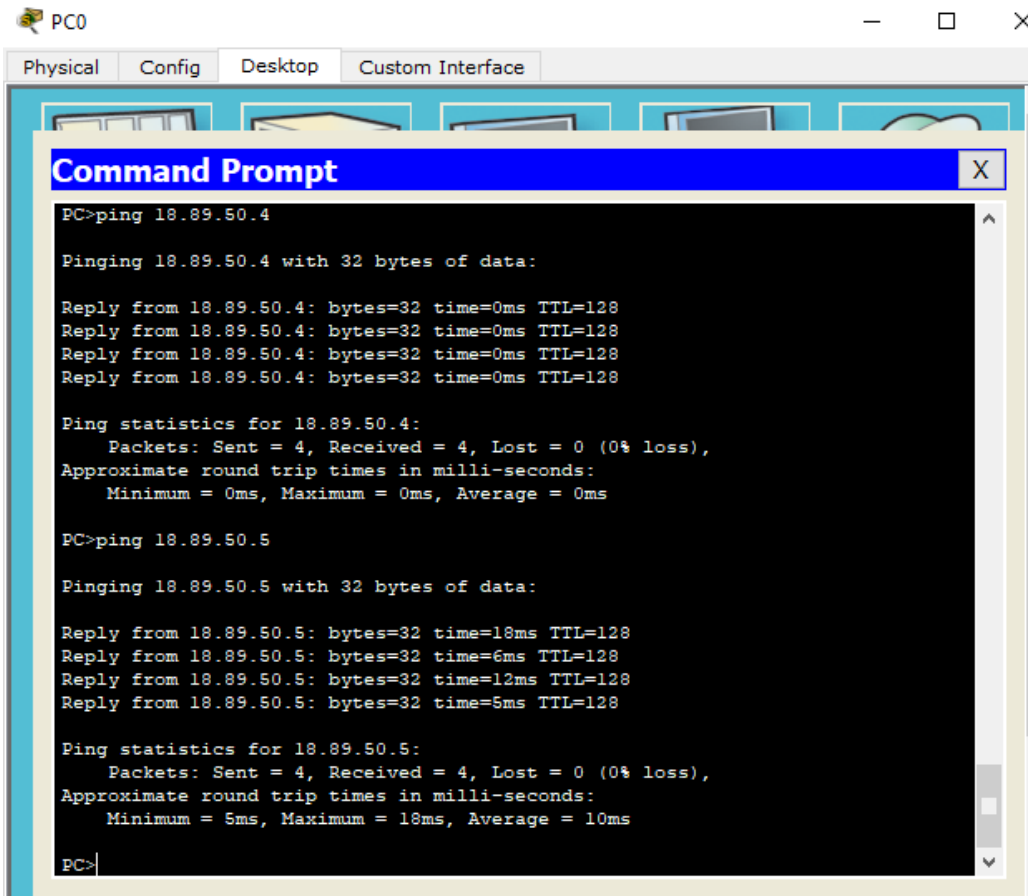 PC0
Physical Config Desktop Custom Interface
Command Prompt X
PC>ping 18.89.50.4
Pinging 18.89.50.4 with 32 bytes of data:
Reply from 18.89.50.4: bytes=32 time=0ms TTL=128
Reply from 18.89.50.4: bytes=32 time=0ms TTL=128
Reply from 18.89.50.4: bytes=32 time=0ms TTL=128
Reply from 18.89.50.4: bytes=32 time=0ms TTL=128
Ping statistics for 18.89.50.4:
    Packets: Sent = 4, Received = 4, Lost = 0 (0% loss),
Approximate round trip times in milli-seconds:
    Minimum = 0ms, Maximum = 0ms, Average = 0ms
PC>ping 18.89.50.5
Pinging 18.89.50.5 with 32 bytes of data:
Reply from 18.89.50.5: bytes=32 time=18ms TTL=128
Reply from 18.89.50.5: bytes=32 time=6ms TTL=128
Reply from 18.89.50.5: bytes=32 time=12ms TTL=128
Reply from 18.89.50.5: bytes=32 time=5ms TTL=128
Ping statistics for 18.89.50.5:
    Packets: Sent = 4, Received = 4, Lost = 0 (0% loss),
Approximate round trip times in milli-seconds:
    Minimum = 5ms, Maximum = 18ms, Average = 10ms
PC>